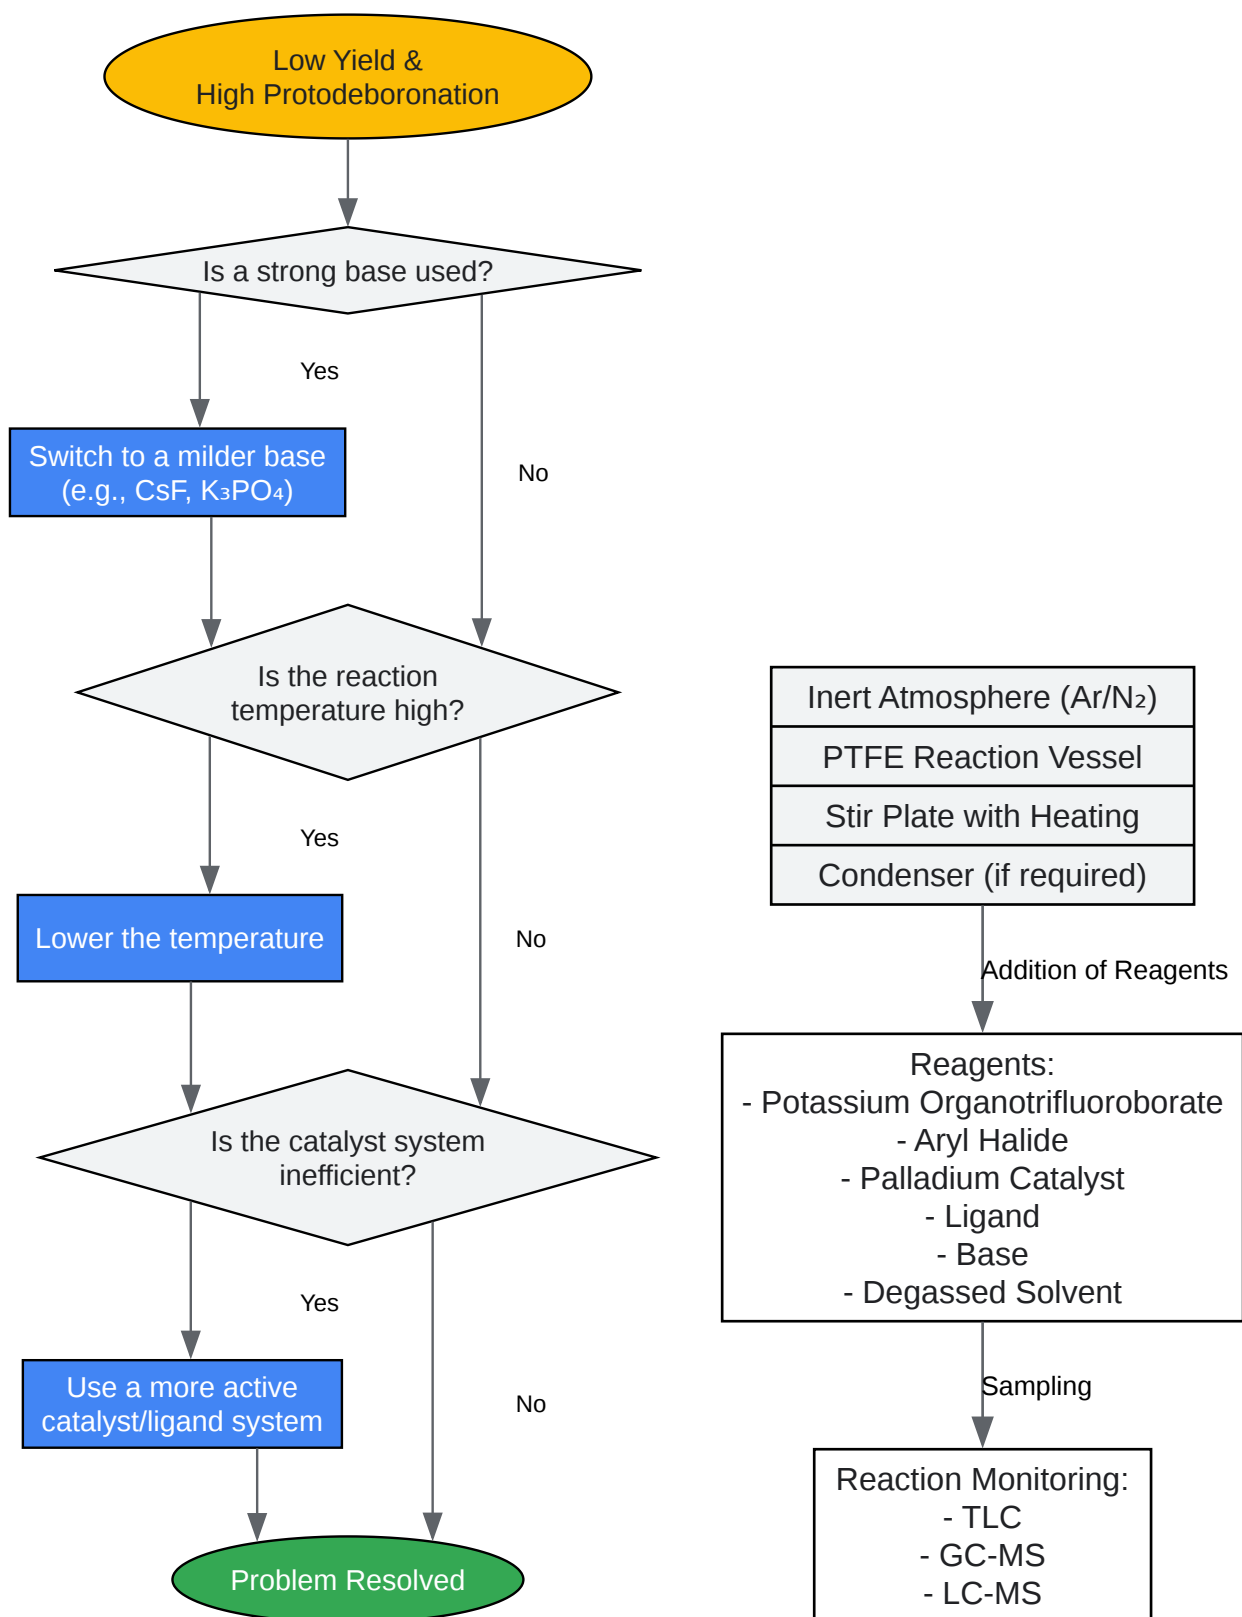 Low Yield &
High Protodeboronation
Is a strong base used?
Yes
Switch to a milder base
(e.g., CsF, K₃PO₄)
No
Is the reaction
temperature high?
Yes
Lower the temperature
No
Is the catalyst system
inefficient?
Yes
Use a more active
catalyst/ligand system
No
Problem Resolved
Inert Atmosphere (Ar/N₂)
PTFE Reaction Vessel
Stir Plate with Heating
Condenser (if required)
Addition of Reagents
Reagents:
- Potassium Organotrifluoroborate
- Aryl Halide
- Palladium Catalyst
- Ligand
- Base
- Degassed Solvent
Sampling
Reaction Monitoring:
- TLC
- GC-MS
- LC-MS